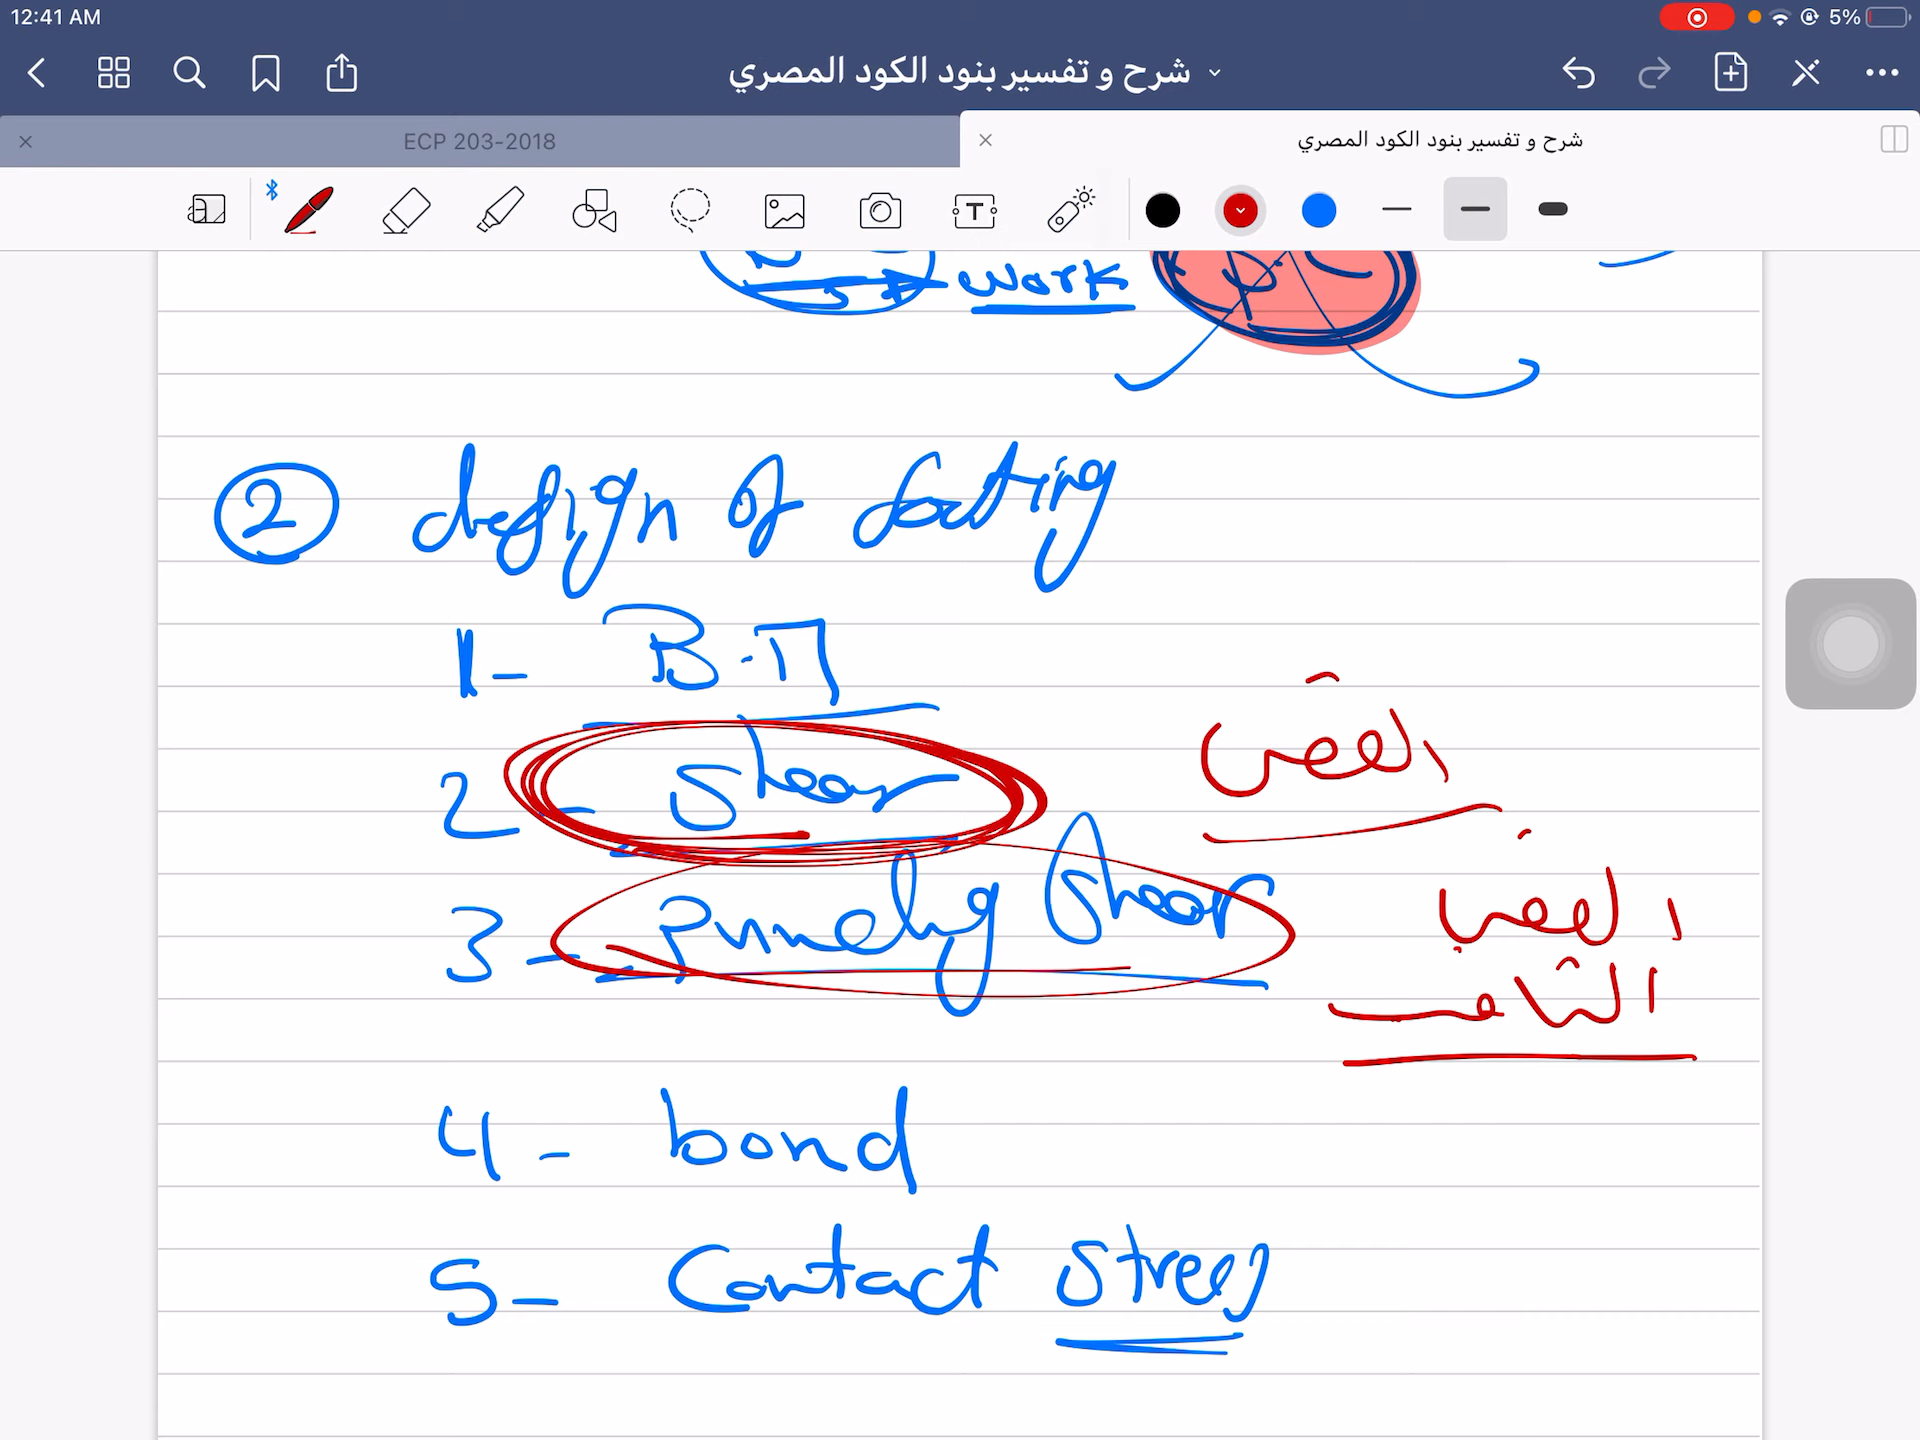 12:41 AM
5%
شرح و تفسير بنود الكود المصري
ECP 203-2018
شرح و تفسير بنود الكود المصري
work
2 design of footing
1- B.M
2- Shear
القص
3- Punching Shear
القص
الثاقب
4- bond
5- Contact stress